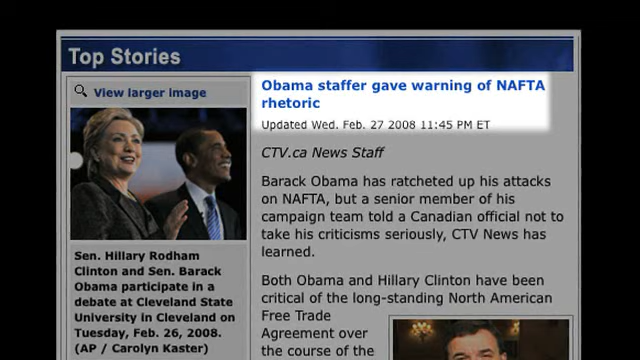 Top Stories
View larger image
Sen. Hillary Rodham
Clinton and Sen. Barack
Obama participate in a
debate at Cleveland State
University in Cleveland on
Tuesday, Feb. 26, 2008.
(AP / Carolyn Kaster)
Obama staffer gave warning of NAFTA
rhetoric
Updated Wed. Feb. 27 2008 11:45 PM ET
CTV.ca News Staff
Barack Obama has ratcheted up his attacks
on NAFTA, but a senior member of his
campaign team told a Canadian official not to
take his criticisms seriously, CTV News has
learned.
Both Obama and Hillary Clinton have been
critical of the long-standing North American
Free Trade
Agreement over
the course of the